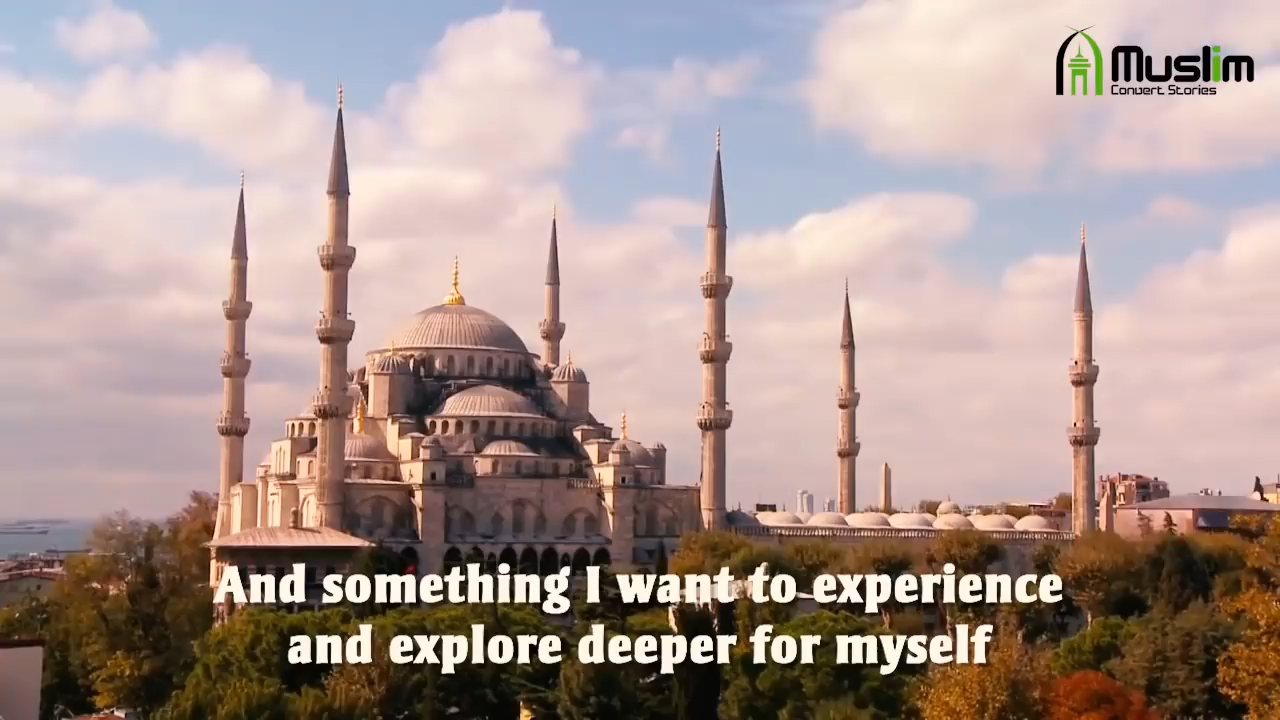 Muslim
Convert Stories
And something I want to experience
and explore deeper for myself